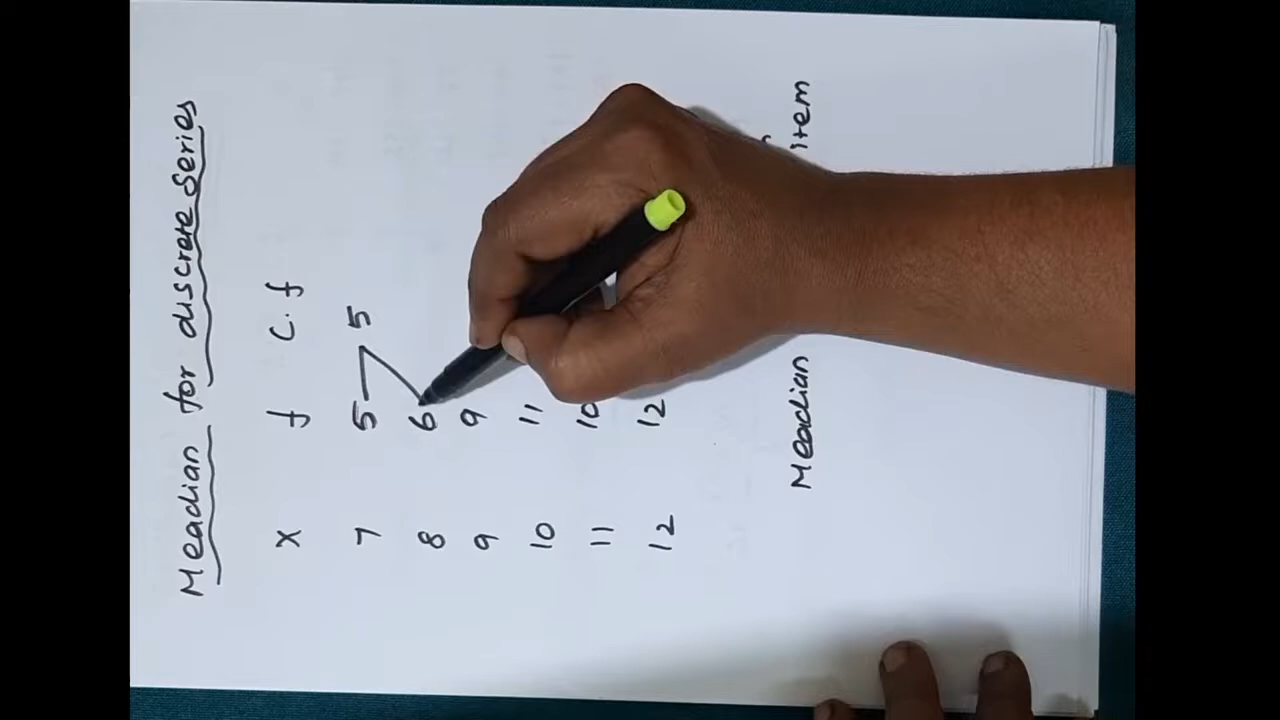 Meadian for discrete series
x f c.f
7 5 5
8 6
9 9
10 11
11 10
12 12
Meadian item